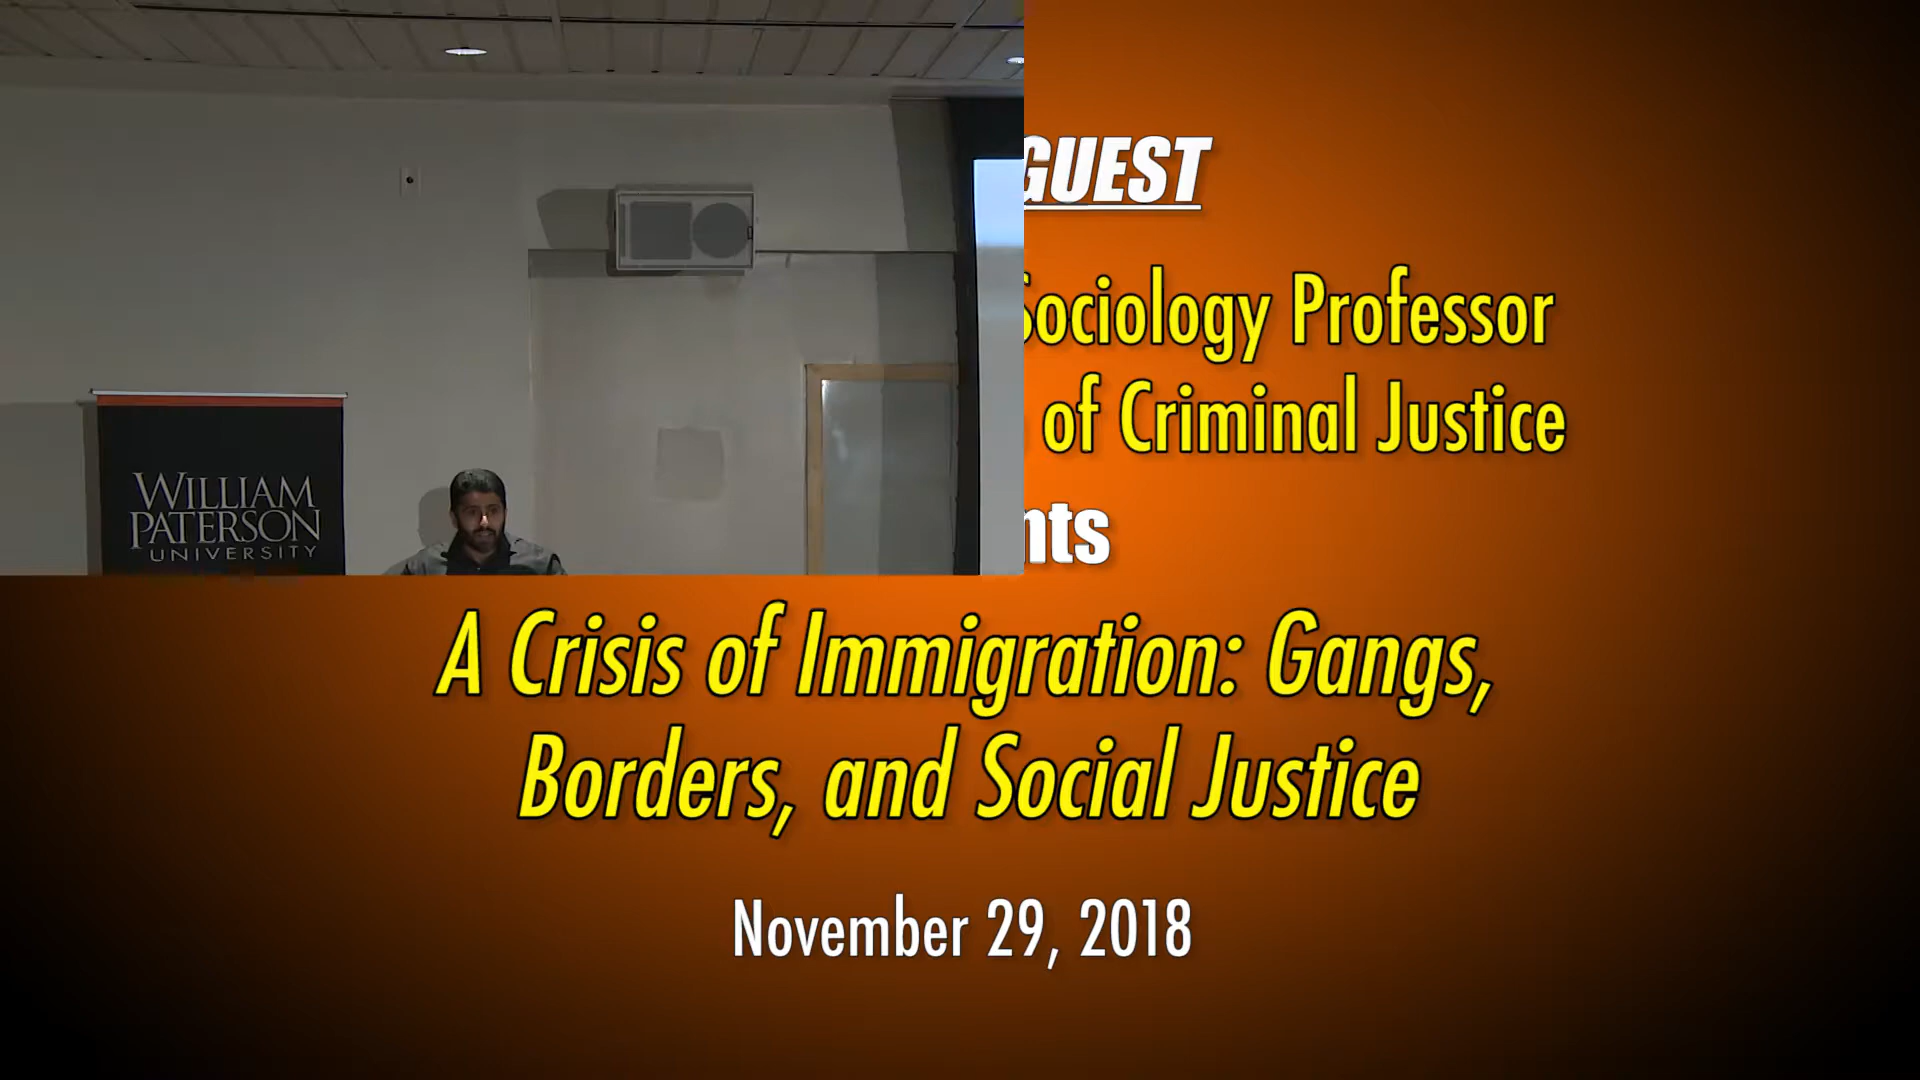 GUEST
Sociology Professor
of Criminal Justice
WILLIAM
PATERSON
UNIVERSITY
nts
A Crisis of Immigration: Gangs,
Borders, and Social Justice
November 29, 2018